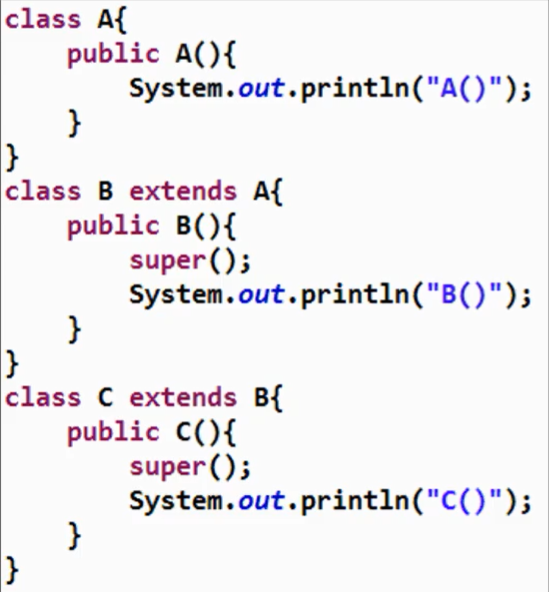 class A{
    public A(){
        System.out.println("A()");
    }
}
class B extends A{
    public B(){
        super();
        System.out.println("B()");
    }
}
class C extends B{
    public C(){
        super();
        System.out.println("C()");
    }
}